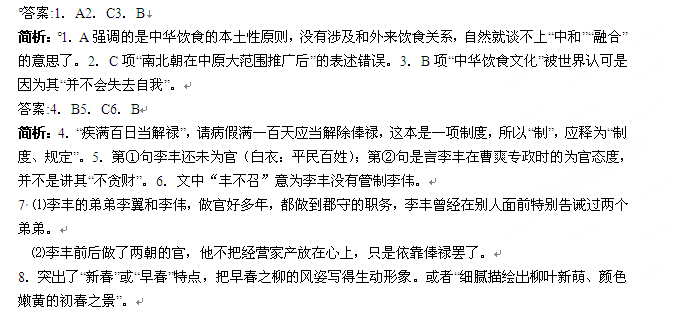 答案:1．A2．C3．B
简析：1．A强调的是中华饮食的本土性原则，没有涉及和外来饮食关系，自然就谈不上“中和”“融合”
的意思了。2．C项“南北朝在中原大范围推广后”的表述错误。3．B项“中华饮食文化”被世界认可是
因为其“并不会失去自我”。
答案:4．B5．C6．B
简析：4．“疾满百日当解禄”，请病假满一百天应当解除俸禄，这本是一项制度，所以“制”，应释为“制
度、规定”。5．第①句李丰还未为官（白衣：平民百姓）；第②句是言李丰在曹爽专政时的为官态度，
并不是讲其“不贪财”。6．文中“丰不召”意为李丰没有管制李伟。
7· ⑴李丰的弟弟李翼和李伟，做官好多年，都做到郡守的职务，李丰曾经在别人面前特别告诫过两个
弟弟。
⑵李丰前后做了两朝的官，他不把经营家产放在心上，只是依靠俸禄罢了。
8．突出了“新春”或“早春”特点，把早春之柳的风姿写得生动形象。或者“细腻描绘出柳叶新萌、颜色
嫩黄的初春之景”。